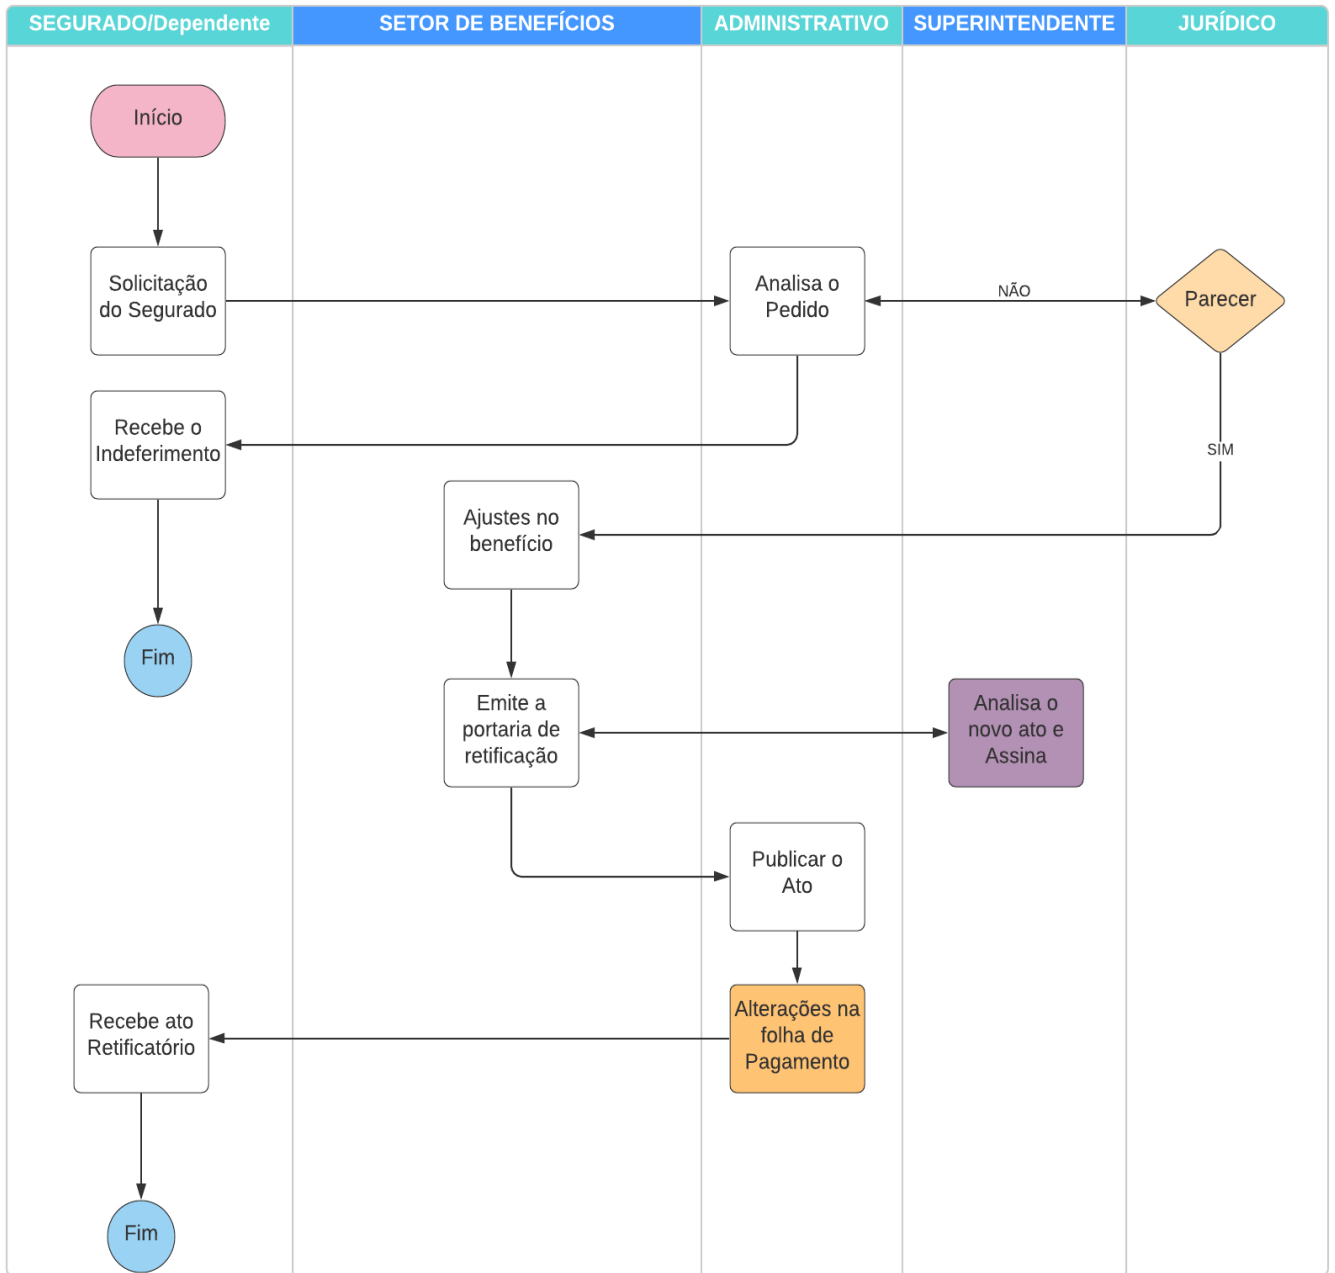 SEGURADO/Dependente
SETOR DE BENEFÍCIOS
ADMINISTRATIVO
SUPERINTENDENTE
JURÍDICO
Início
Solicitação
do Segurado
Analisa o
Pedido
NÃO
Parecer
Recebe o
Indeferimento
SIM
Ajustes no
benefício
Fim
Emite a
portaria de
retificação
Analisa o
novo ato e
Assina
Publicar o
Ato
Alterações na
folha de
Pagamento
Recebe ato
Retificatório
Fim